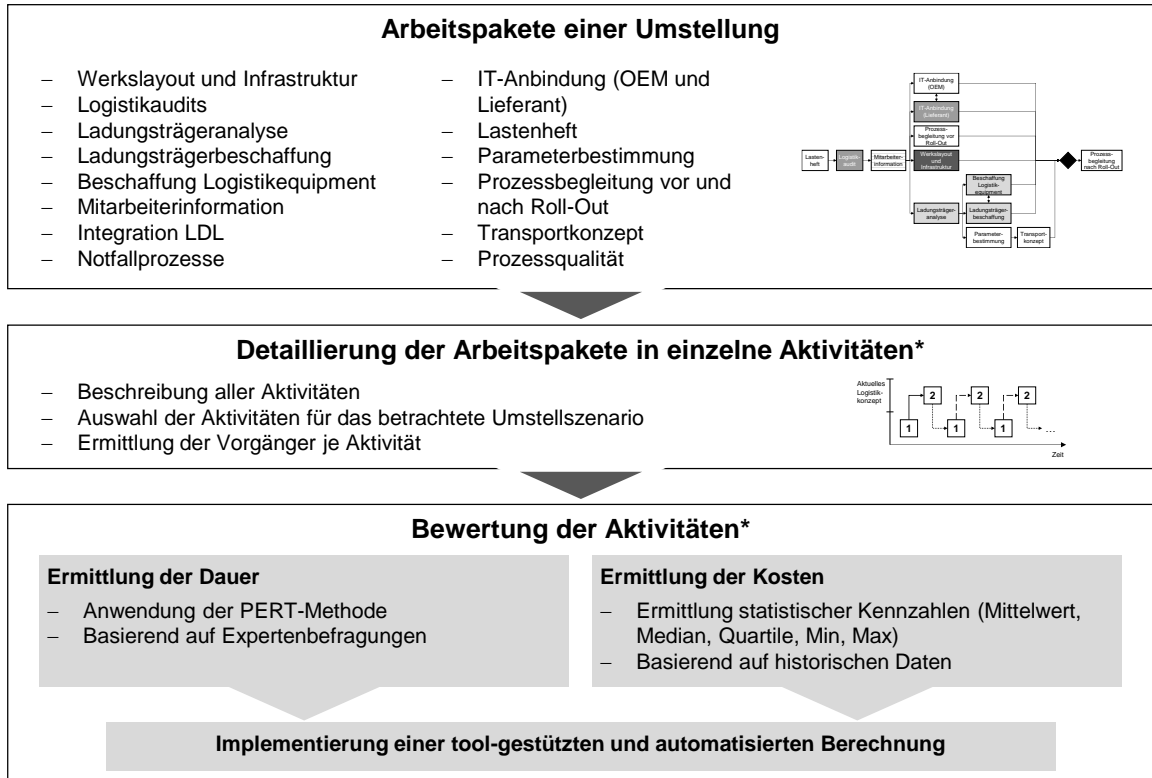 Arbeitspakete einer Umstellung
– Werkslayout und Infrastruktur
– Logistikaudits
– Ladungsträgeranalyse
– Ladungsträgerbeschaffung
– Beschaffung Logistikequipment
– Mitarbeiterinformation
– Integration LDL
– Notfallprozesse
– IT-Anbindung (OEM und
Lieferant)
– Lastenheft
– Parameterbestimmung
– Prozessbegleitung vor und
nach Roll-Out
– Transportkonzept
– Prozessqualität
IT-Anbindung
(OEM)
IT-Anbindung
(Lieferant)
Prozess-
begleitung vor
Roll-Out
Lasten-
heft
Logistik-
audit
Mitarbeiter-
information
Werkslayout
und
Infrastruktur
Prozess-
begleitung
nach Roll-Out
Beschaffung
Logistik-
equipment
Ladungsträger-
analyse
Ladungsträger-
beschaffung
Parameter-
bestimmung
Transport-
konzept
Detaillierung der Arbeitspakete in einzelne Aktivitäten*
– Beschreibung aller Aktivitäten
– Auswahl der Aktivitäten für das betrachtete Umstellszenario
– Ermittlung der Vorgänger je Aktivität
Aktuelles
Logistik-
konzept
2 2 2
1 1 1 ...
Zeit
Bewertung der Aktivitäten*
Ermittlung der Dauer
– Anwendung der PERT-Methode
– Basierend auf Expertenbefragungen
Ermittlung der Kosten
– Ermittlung statistischer Kennzahlen (Mittelwert,
Median, Quartile, Min, Max)
– Basierend auf historischen Daten
Implementierung einer tool-gestützten und automatisierten Berechnung